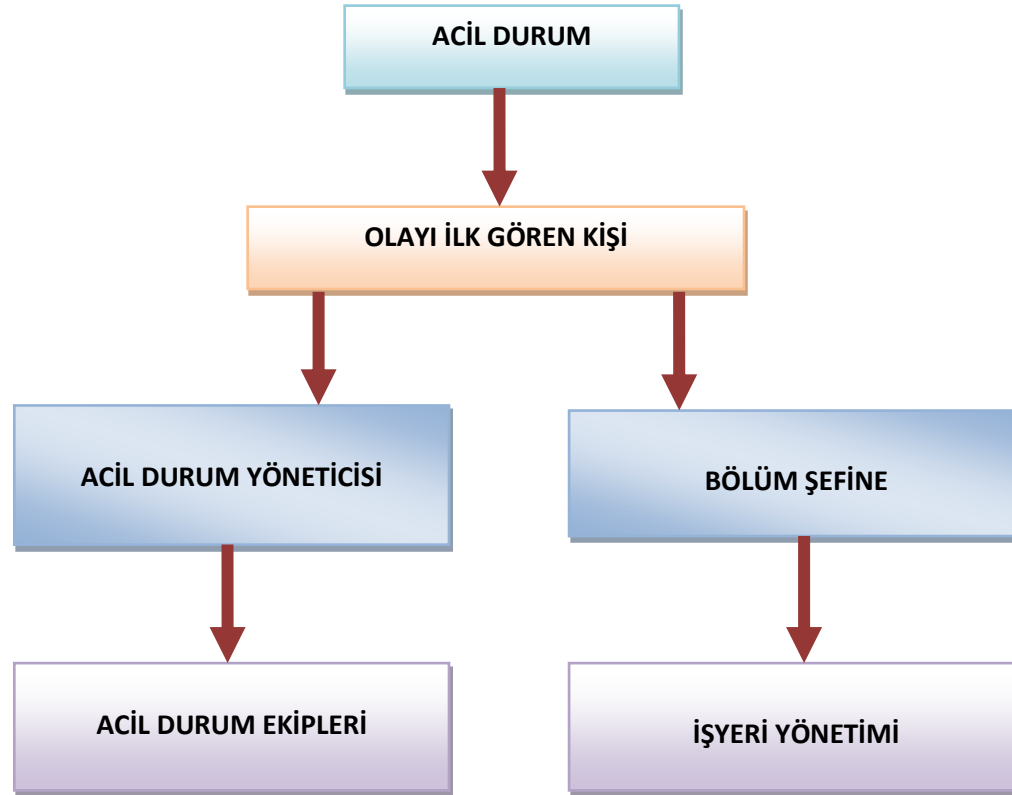 ACİL DURUM
OLAYI İLK GÖREN KİŞİ
ACİL DURUM YÖNETİCİSİ
BÖLÜM ŞEFİNE
ACİL DURUM EKİPLERİ
İŞYERİ YÖNETİMİ